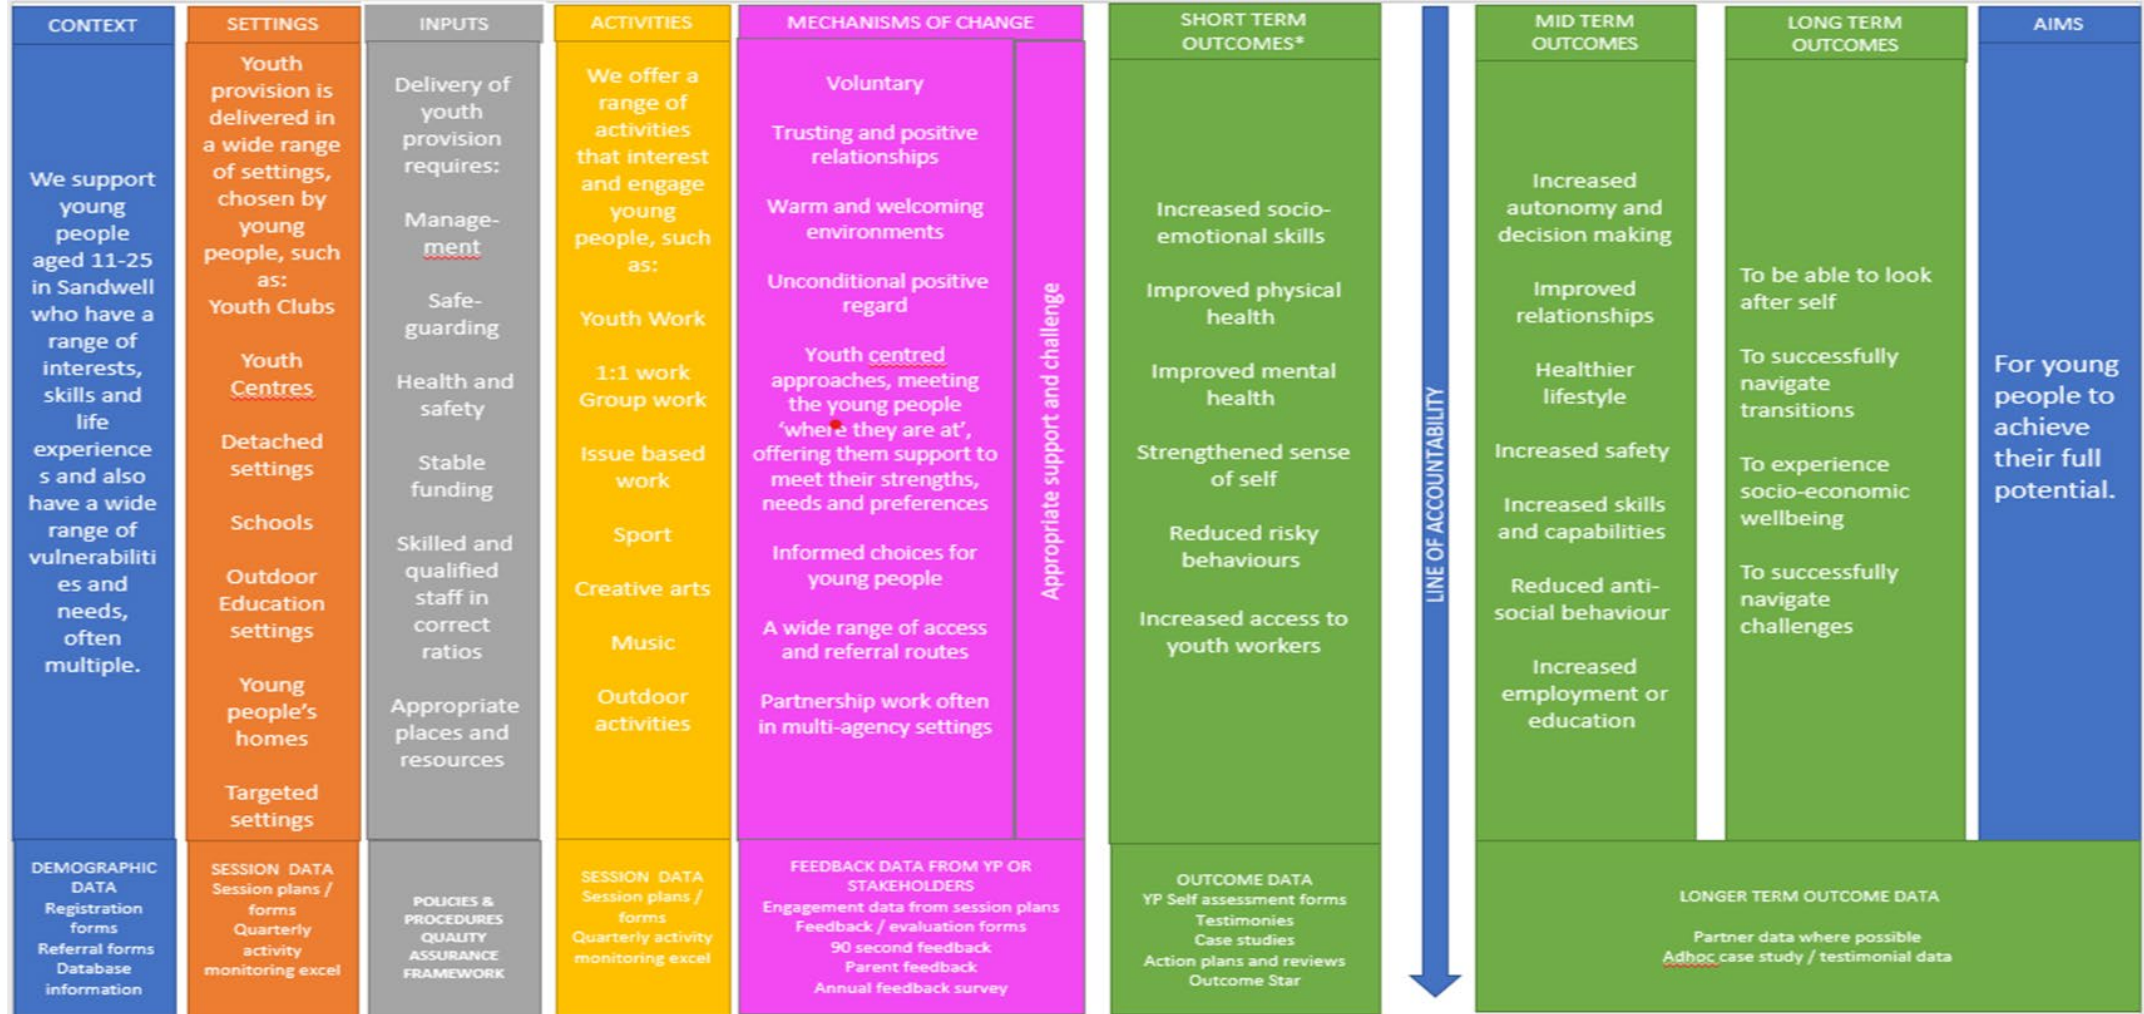 CONTEXT
We support
young
people
aged 11-25
in Sandwell
who have a
range of
interests,
skills and
life
experience
s and also
have a wide
range of
vulnerabiliti
es and
needs,
often
multiple.
DEMOGRAPHIC
DATA
Registration
forms
Referral forms
Database
information
SETTINGS
Youth
provision is
delivered in
a wide range
of settings,
chosen by
young
people, such
as:
Youth Clubs
Youth
Centres
Detached
settings
Schools
Outdoor
Education
settings
Young
people's
homes
Targeted
settings
SESSION DATA
Session plans /
forms
Quarterly
activity
monitoring excel
INPUTS
Delivery of
youth
provision
requires:
Manage-
ment
Safe-
guarding
Health and
safety
Stable
funding
Skilled and
qualified
staff in
correct
ratios
Appropriate
places and
resources
POLICIES &
PROCEDURES
QUALITY
ASSURANCE
FRAMEWORK
ACTIVITIES
We offer a
range of
activities
that interest
and engage
young
people, such
as:
Youth Work
1:1 work
Group work
Issue based
work
Sport
Creative arts
Music
Outdoor
activities
SESSION DATA
Session plans /
forms
Quarterly activity
monitoring excel
MECHANISMS OF CHANGE
Voluntary
Trusting and positive
relationships
Warm and welcoming
environments
Unconditional positive
regard
Youth centred
approaches, meeting
the young people
'where they are at',
offering them support to
meet their strengths,
needs and preferences
Informed choices for
young people
A wide range of access
and referral routes
Partnership work often
in multi-agency settings
Appropriate support and challenge
FEEDBACK DATA FROM YP OR
STAKEHOLDERS
Engagement data from session plans
Feedback / evaluation forms
90 second feedback
Parent feedback
Annual feedback survey
SHORT TERM
OUTCOMES*
Increased socio-
emotional skills
Improved physical
health
Improved mental
health
Strengthened sense
of self
Reduced risky
behaviours
Increased access to
youth workers
OUTCOME DATA
YP Self assessment forms
Testimonies
Case studies
Action plans and reviews
Outcome Star
LINE OF ACCOUNTABILITY
MID TERM
OUTCOMES
Increased
autonomy and
decision making
Improved
relationships
Healthier
lifestyle
Increased safety
Increased skills
and capabilities
Reduced anti-
social behaviour
Increased
employment or
education
LONG TERM
OUTCOMES
To be able to look
after self
To successfully
navigate
transitions
To experience
socio-economic
wellbeing
To successfully
navigate
challenges
LONGER TERM OUTCOME DATA
Partner data where possible
Adhoc case study / testimonial data
AIMS
For young
people to
achieve
their full
potential.